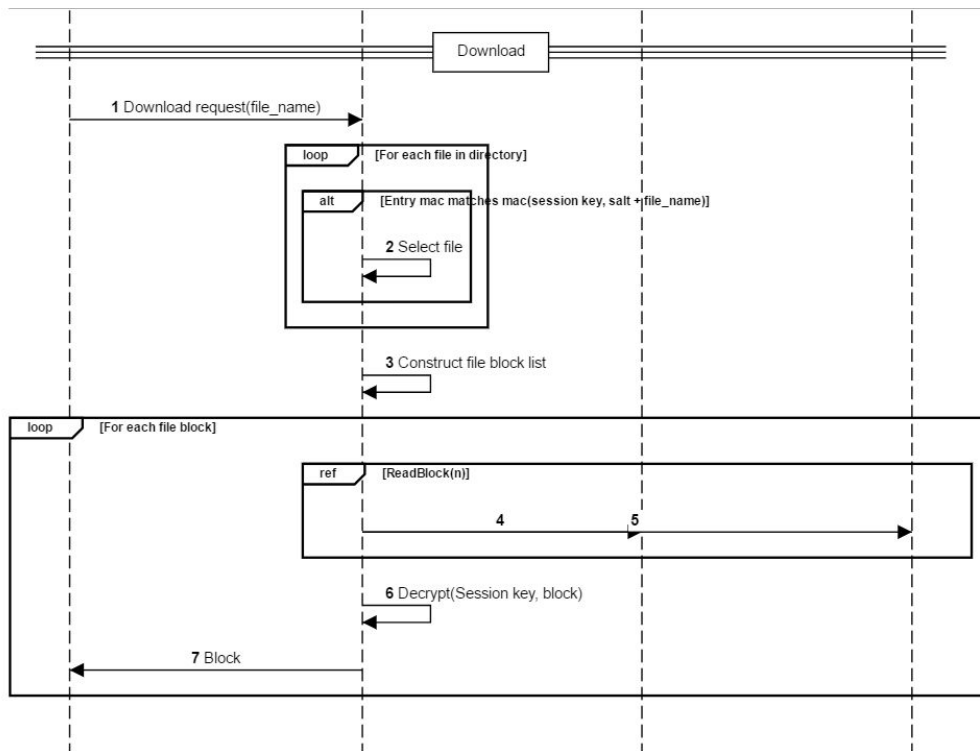 Download
1 Download request(file_name)
loop [For each file in directory]
alt [Entry mac matches mac(session key, salt + file_name)]
2 Select file
3 Construct file block list
loop [For each file block]
ref [ReadBlock(n)]
4 5
6 Decrypt(Session key, block)
7 Block